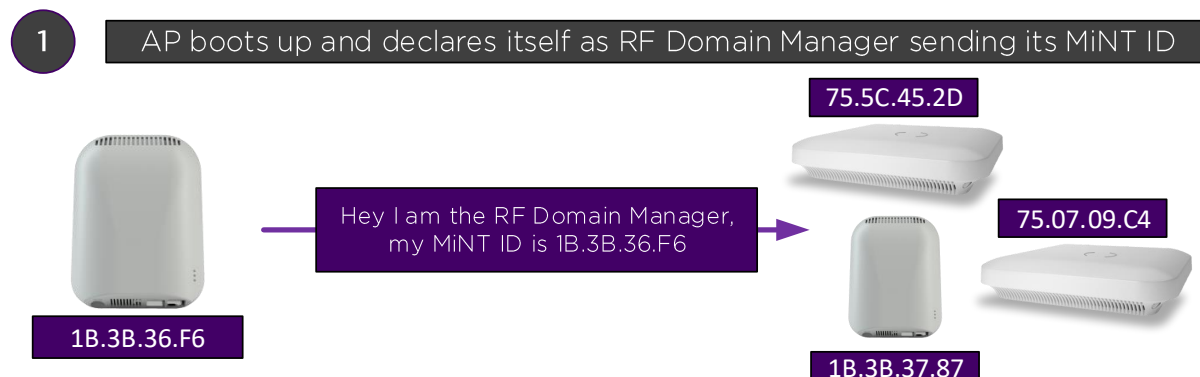 1
AP boots up and declares itself as RF Domain Manager sending its MiNT ID
75.5C.45.2D
Hey I am the RF Domain Manager,
my MiNT ID is 1B.3B.36.F6
75.07.09.C4
1B.3B.36.F6
1B.3B.37.87